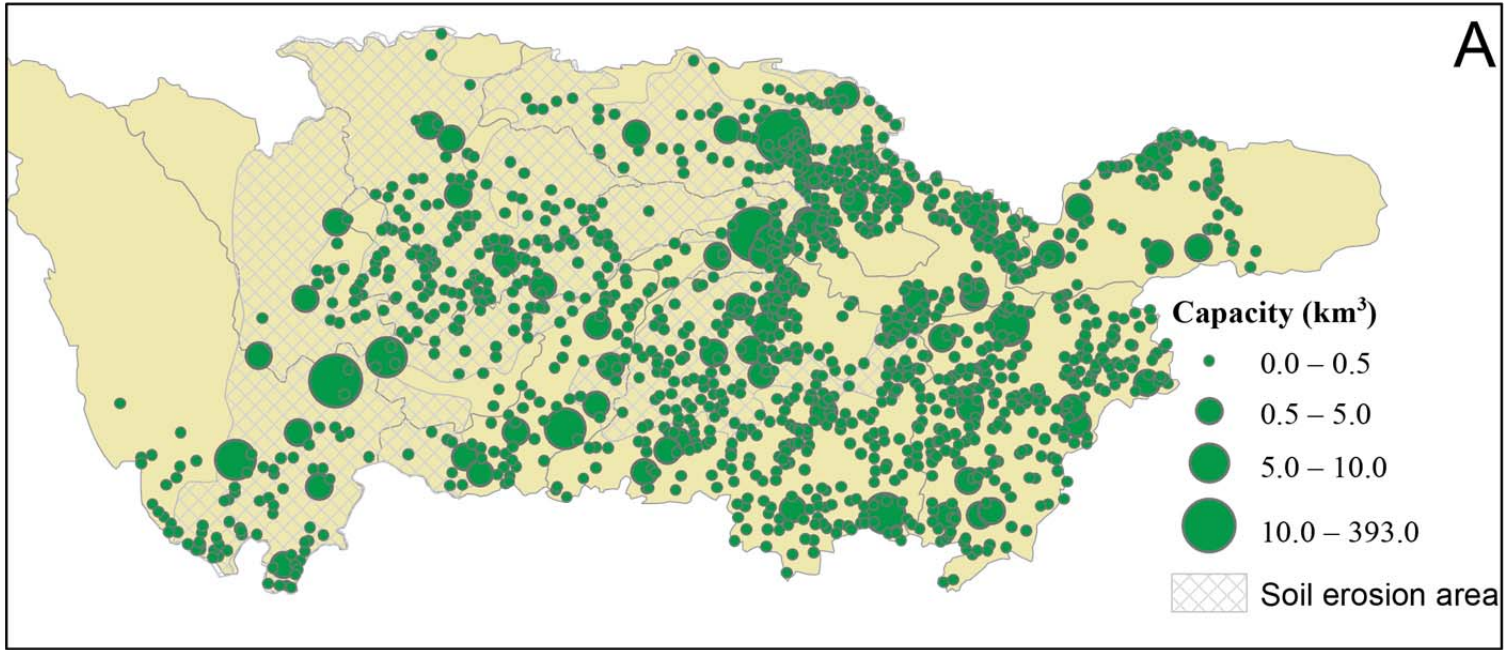 A
Capacity (km³)
0.0 – 0.5
0.5 – 5.0
5.0 – 10.0
10.0 – 393.0
Soil erosion area